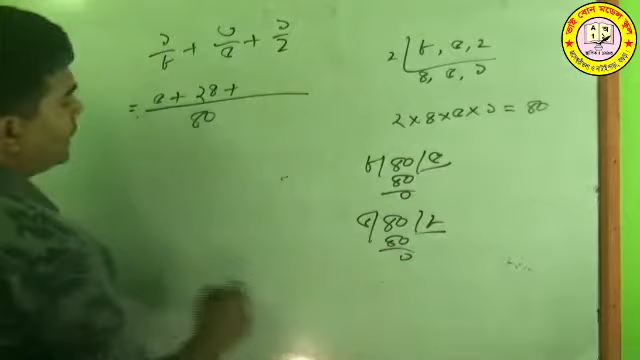 ১/৮ + ৩/৫ + ১/২
= ৫ + ২৪ + / ৪০
২ | ৮, ৫, ২
৪, ৫, ১
২ × ৪ × ৫ × ১ = ৪০
৮ ) ৪০ ( ৫
৪০
০
৫ ) ৪০ ( ৮
৪০
০
ভাই বোন মডেল স্কুল